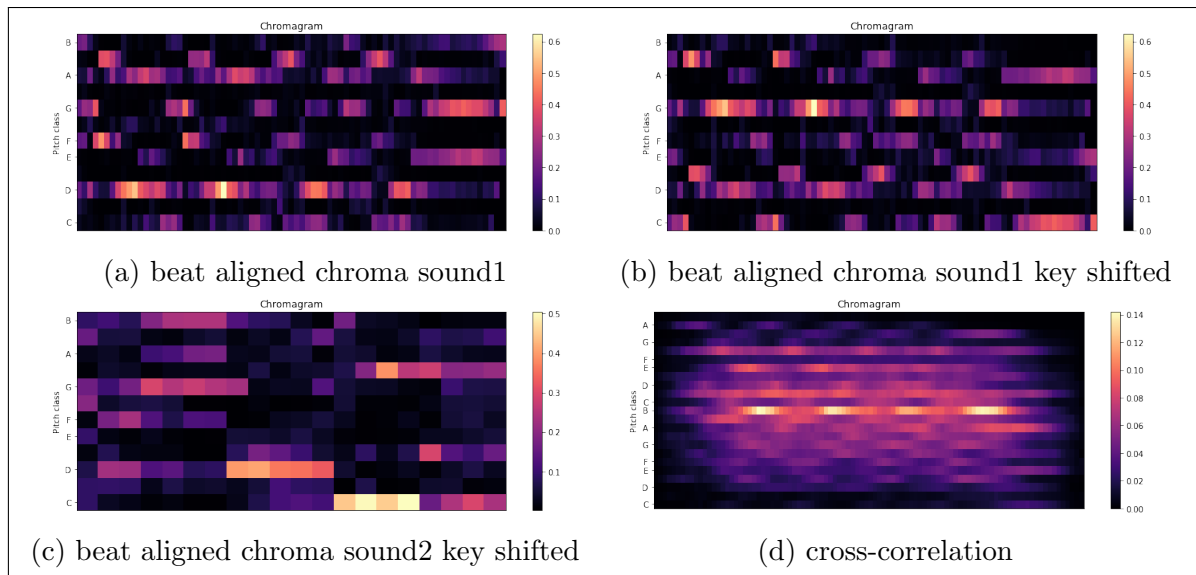 Chromagram
B
A
G
F
E
D
C
Pitch class
0.6
0.5
0.4
0.3
0.2
0.1
0.0
(a) beat aligned chroma sound1
Chromagram
B
A
G
F
E
D
C
Pitch class
0.6
0.5
0.4
0.3
0.2
0.1
0.0
(b) beat aligned chroma sound1 key shifted
Chromagram
B
A
G
F
E
D
C
Pitch class
0.5
0.4
0.3
0.2
0.1
(c) beat aligned chroma sound2 key shifted
Chromagram
A
G
F
E
D
C
B
A
G
F
E
D
C
Pitch class
0.14
0.12
0.10
0.08
0.06
0.04
0.02
0.00
(d) cross-correlation